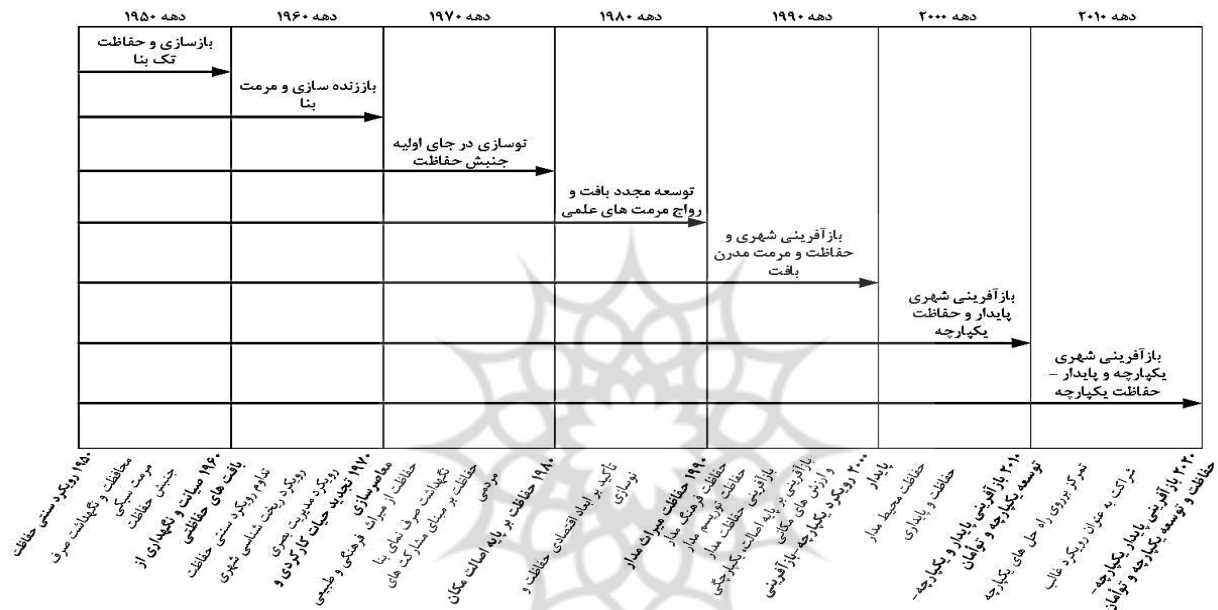 دهه ۱۹۵۰
دهه ۱۹۶۰
دهه ۱۹۷۰
دهه ۱۹۸۰
دهه ۱۹۹۰
دهه ۲۰۰۰
دهه ۲۰۱۰
بازسازی و حفاظت
تک بنا
باززنده سازی و مرمت
بنا
نوسازی در جای اولیه
جنبش حفاظت
توسعه مجدد بافت و
رواج مرمت های علمی
بازآفرینی شهری و
حفاظت و مرمت مدرن
بافت
بازآفرینی شهری
پایدار و حفاظت
یکپارچه
بازآفرینی شهری
یکپارچه و پایدار –
حفاظت یکپارچه
۱۹۵۰ رویکرد سنتی حفاظت
محافظت و نگهداشت صرف
مرمت سبکی
جنبش حفاظت
۱۹۶۰ صیانت و نگهداری از
بافت های حفاظتی
تداوم رویکرد سنتی حفاظت
رویکرد ریخت شناسی شهری
رویکرد مدیریت بصری
معاصرسازی
۱۹۷۰ تجدید حیات کارکردی و
حفاظت از میراث فرهنگی و طبیعی
نگهداشت صرف نمای بنا
حفاظت بر مبنای مشارکت های
مردمی
۱۹۸۰ حفاظت بر پایه اصالت مکان
تأکید بر ابعاد اقتصادی حفاظت و
نوسازی
۱۹۹۰ حفاظت میراث مدار
حفاظت فرهنگ مدار
حفاظت توریسم مدار
بازآفرینی حفاظت مدار
بازآفرینی بر پایه اصالت، یکپارچگی
و ارزش های مکانی
۲۰۰۰ رویکرد یکپارچه -بازآفرینی
پایدار
حفاظت محیط مدار
حفاظت و پایداری
۲۰۱۰ بازآفرینی پایدار و یکپارچه –
توسعه یکپارچه و توأمان
تمرکز برروی راه حل های یکپارچه
شراکت به عنوان رویکرد غالب
۲۰۲۰ بازآفرینی پایدار یکپارچه –
حفاظت و توسعه یکپارچه و توأمان